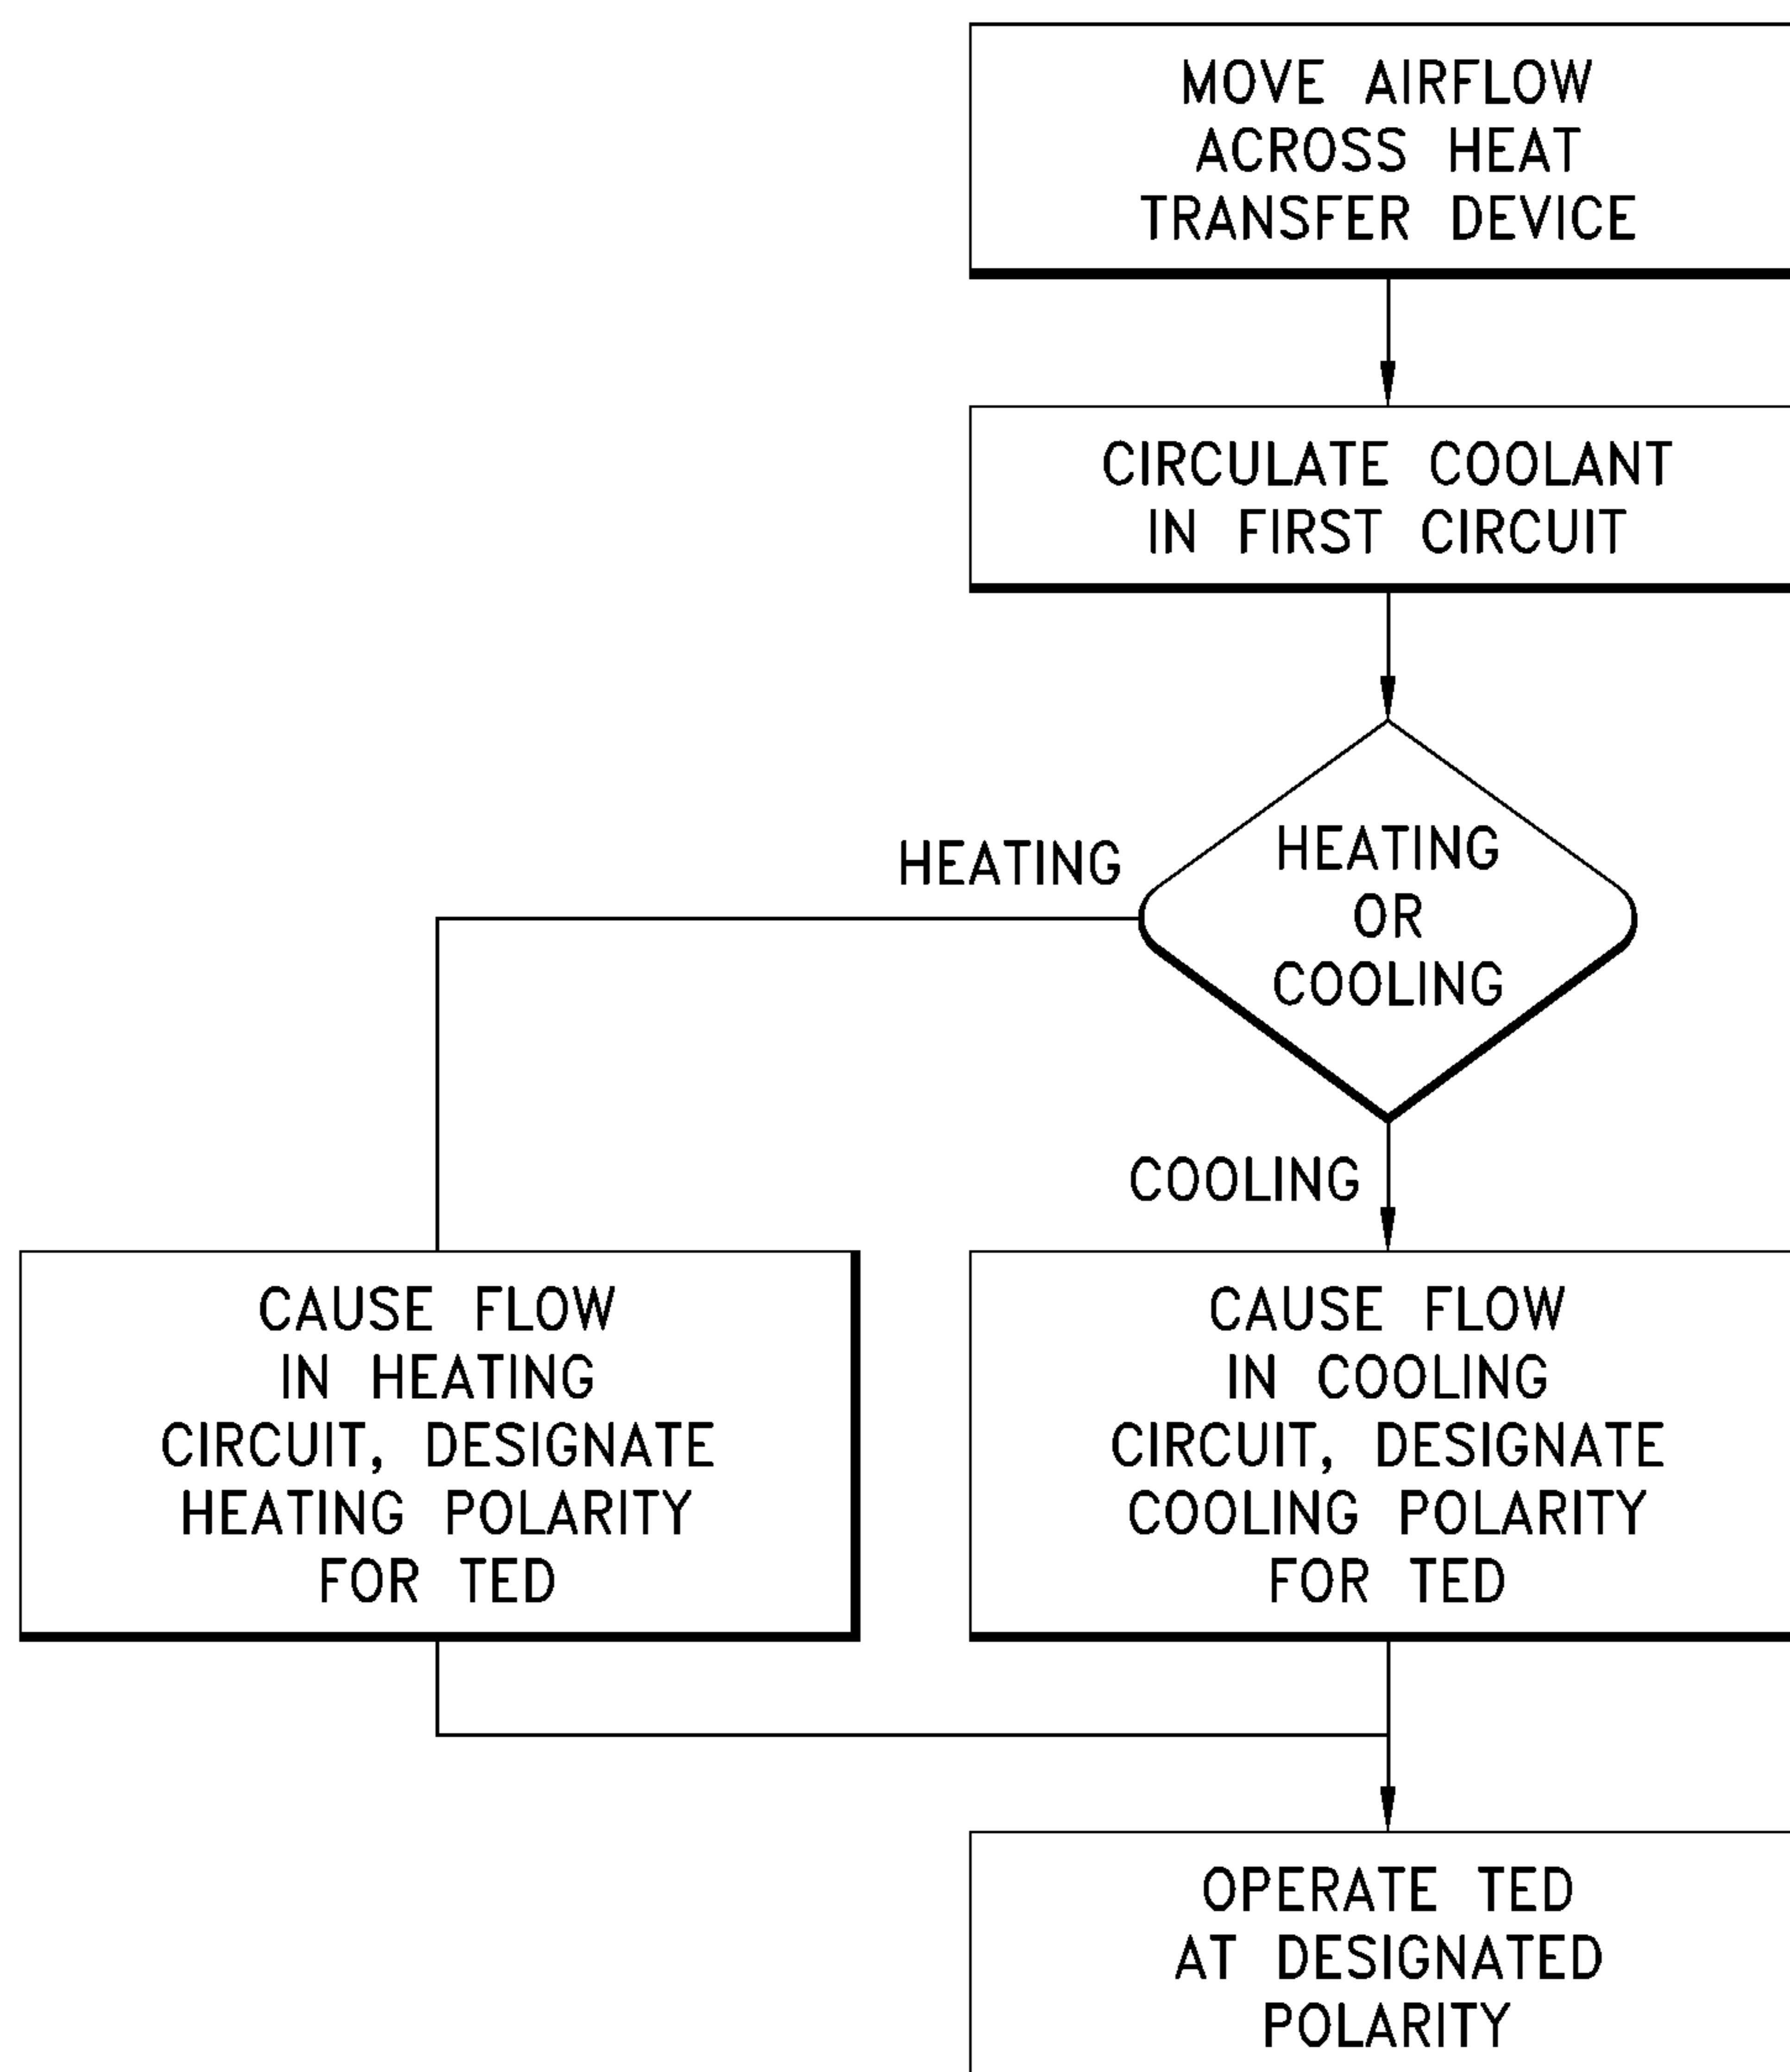 MOVE AIRFLOW
ACROSS HEAT
TRANSFER DEVICE
CIRCULATE COOLANT
IN FIRST CIRCUIT
HEATING
OR
COOLING
HEATING
COOLING
CAUSE FLOW
IN HEATING
CIRCUIT, DESIGNATE
HEATING POLARITY
FOR TED
CAUSE FLOW
IN COOLING
CIRCUIT, DESIGNATE
COOLING POLARITY
FOR TED
OPERATE TED
AT DESIGNATED
POLARITY